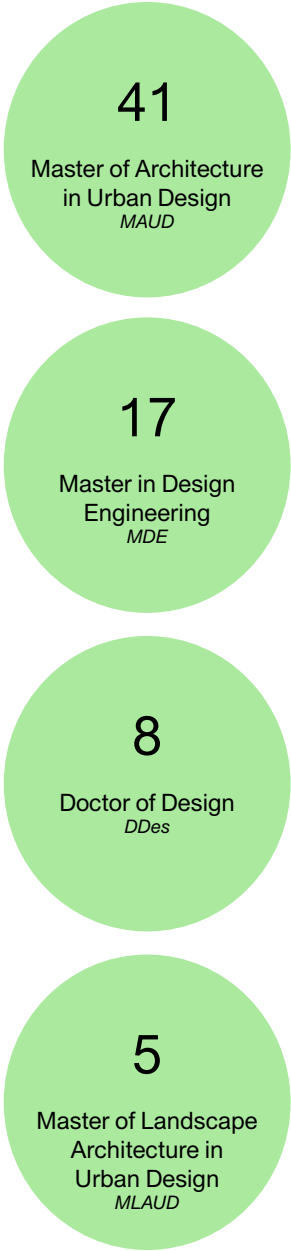 41
Master of Architecture
in Urban Design
MAUD
17
Master in Design
Engineering
MDE
8
Doctor of Design
DDes
5
Master of Landscape
Architecture in
Urban Design
MLAUD